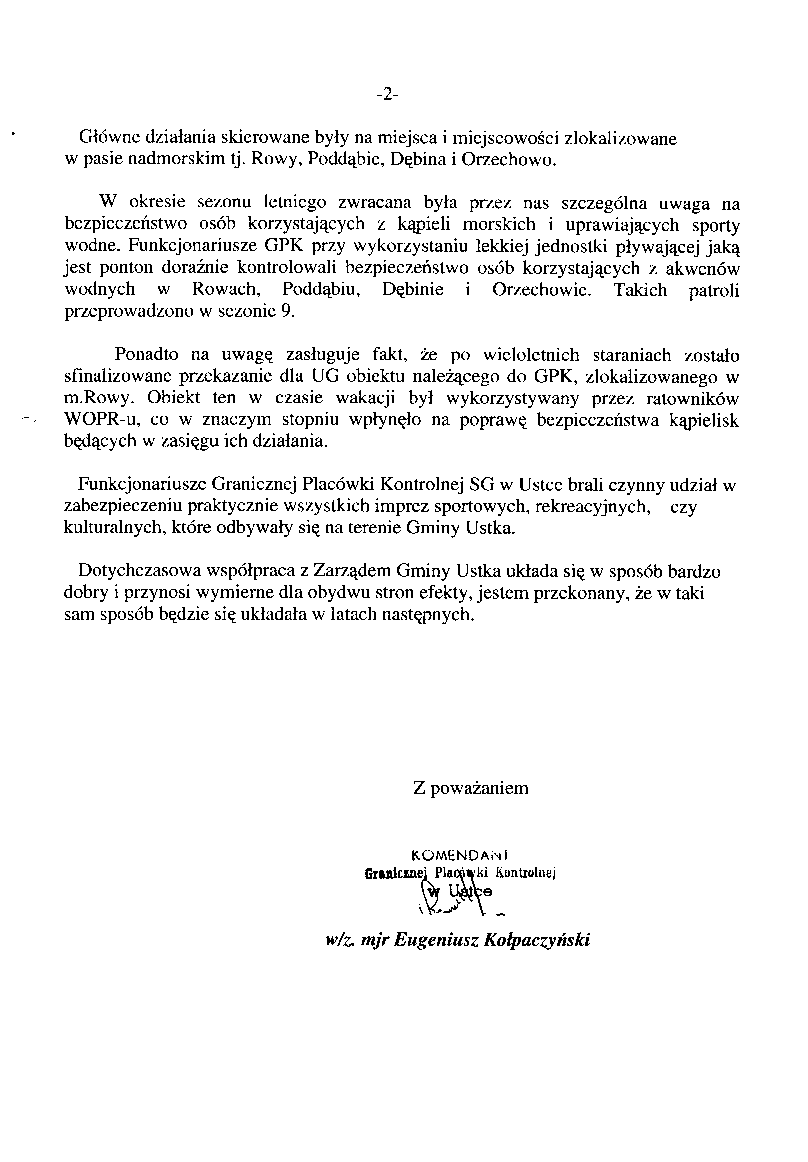 -2-
Główne działania skierowane były na miejsca i miejscowości zlokalizowane
w pasie nadmorskim tj. Rowy, Poddąbie, Dębina i Orzechowo.
W okresie sezonu letniego zwracana była przez nas szczególna uwaga na
bezpieczeństwo osób korzystających z kąpieli morskich i uprawiających sporty
wodne. Funkcjonariusze GPK przy wykorzystaniu lekkiej jednostki pływającej jaką
jest ponton doraźnie kontrolowali bezpieczeństwo osób korzystających z akwenów
wodnych w Rowach, Poddąbiu, Dębinie i Orzechowie. Takich patroli
przeprowadzono w sezonie 9.
Ponadto na uwagę zasługuje fakt, że po wieloletnich staraniach zostało
sfinalizowane przekazanie dla UG obiektu należącego do GPK, zlokalizowanego w
m.Rowy. Obiekt ten w czasie wakacji był wykorzystywany przez ratowników
WOPR-u, co w znaczym stopniu wpłynęło na poprawę bezpieczeństwa kąpielisk
będących w zasięgu ich działania.
Funkcjonariusze Granicznej Placówki Kontrolnej SG w Ustce brali czynny udział w
zabezpieczeniu praktycznie wszystkich imprez sportowych, rekreacyjnych, czy
kulturalnych, które odbywały się na terenie Gminy Ustka.
Dotychczasowa współpraca z Zarządem Gminy Ustka układa się w sposób bardzo
dobry i przynosi wymierne dla obydwu stron efekty, jestem przekonany, że w taki
sam sposób będzie się układała w latach następnych.
Z poważaniem
KOMENDANT
Granicznej Placówki Kontrolnej
w Ustce
w/z. mjr Eugeniusz Kołpaczyński